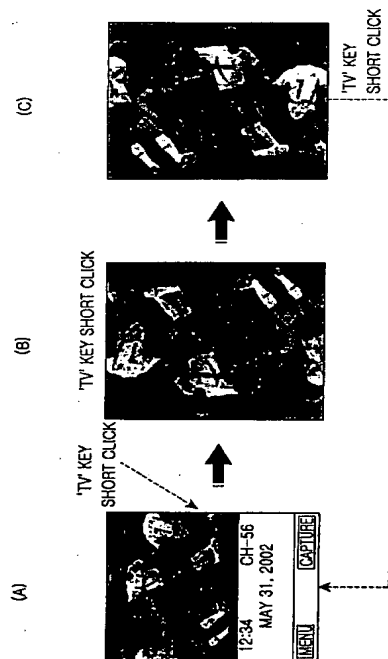 (A)
(B)
(C)
'TV' KEY
SHORT CLICK
'TV' KEY SHORT CLICK
'TV' KEY
SHORT CLICK
12:34 CH-56
MAY 31, 2002
MENU CAPTURE